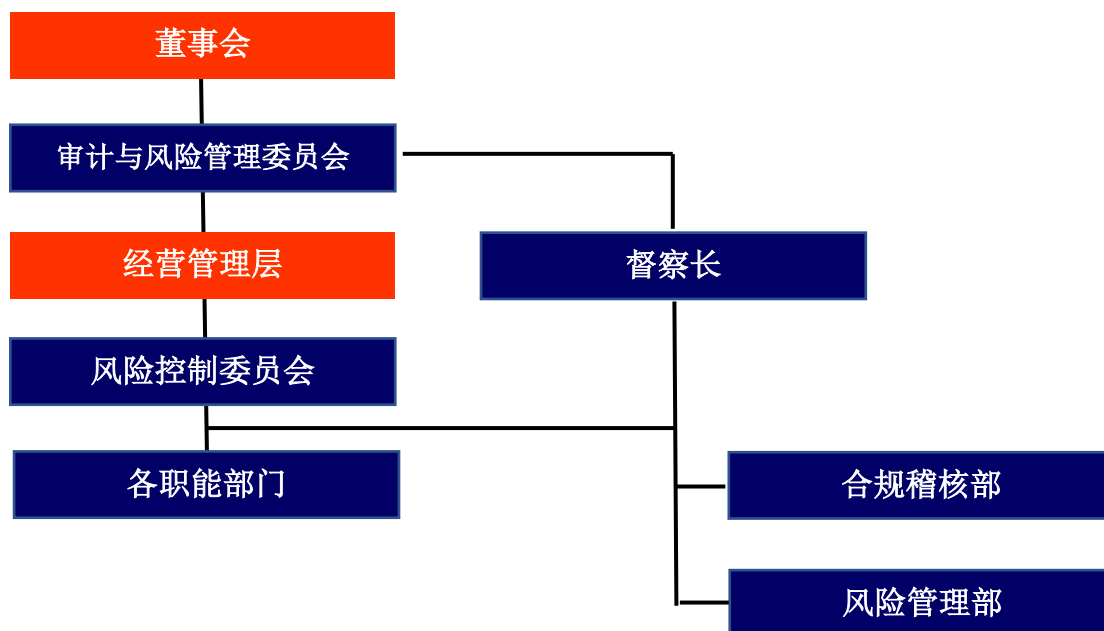 董事会
审计与风险管理委员会
经营管理层
督察长
风险控制委员会
各职能部门
合规稽核部
风险管理部